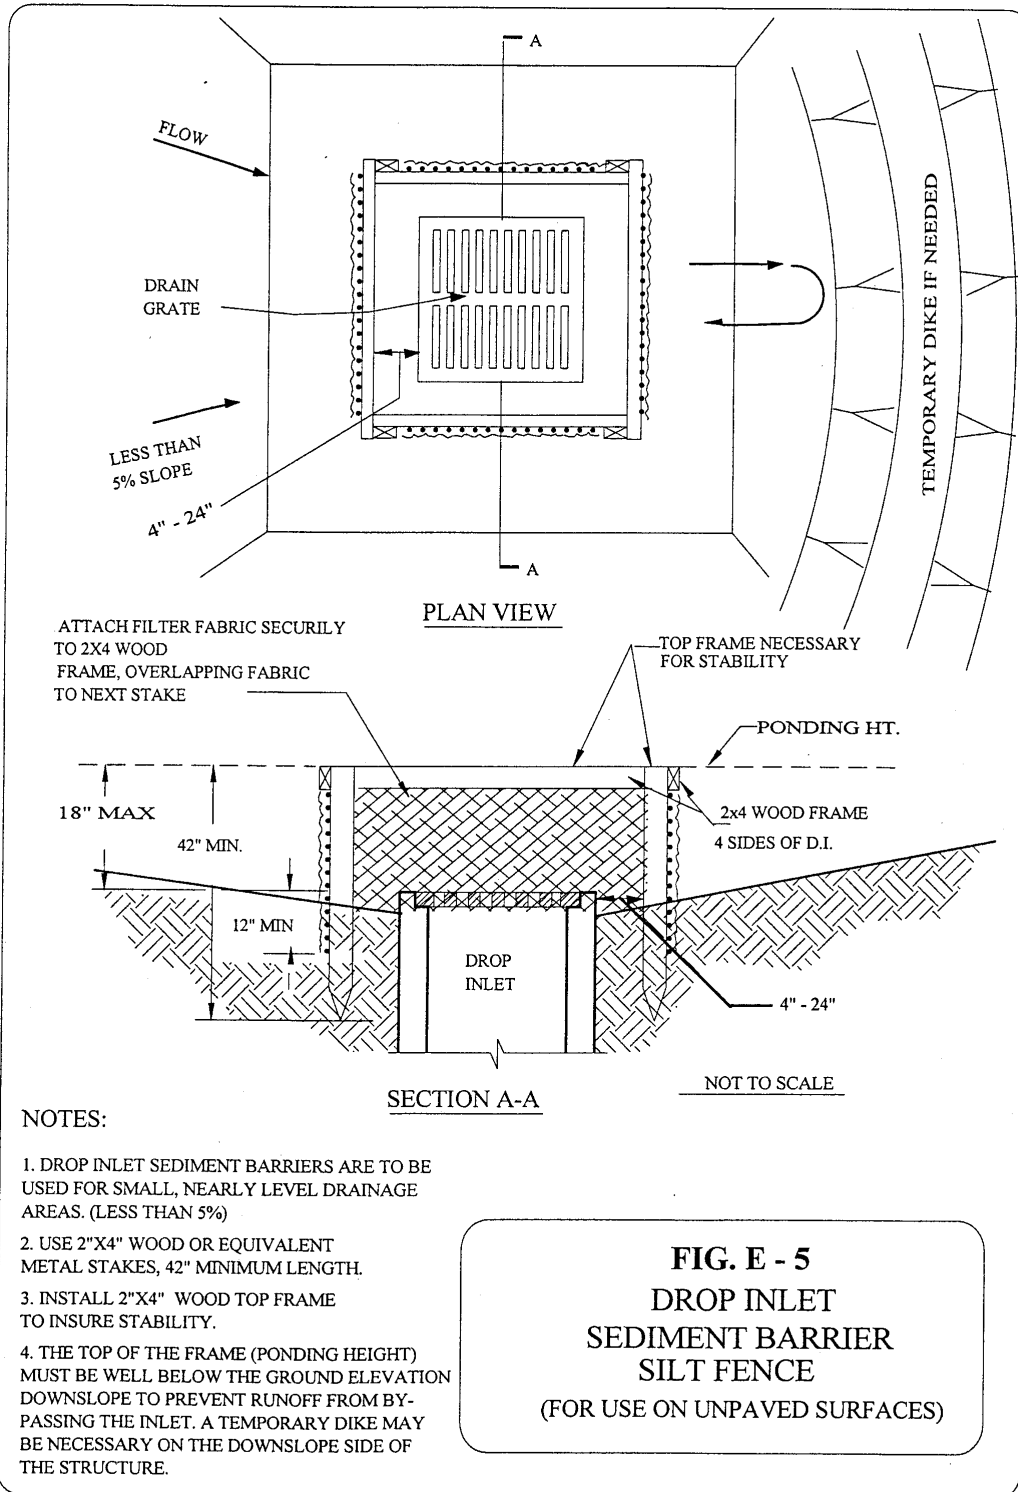 A
FLOW
DRAIN
GRATE
LESS THAN
5% SLOPE
4" - 24"
TEMPORARY DIKE IF NEEDED
A
PLAN VIEW
ATTACH FILTER FABRIC SECURILY
TO 2X4 WOOD
FRAME, OVERLAPPING FABRIC
TO NEXT STAKE
TOP FRAME NECESSARY
FOR STABILITY
PONDING HT.
18" MAX
42" MIN.
2x4 WOOD FRAME
4 SIDES OF D.I.
12" MIN
DROP
INLET
4" - 24"
SECTION A-A
NOT TO SCALE
NOTES:
1. DROP INLET SEDIMENT BARRIERS ARE TO BE
USED FOR SMALL, NEARLY LEVEL DRAINAGE
AREAS. (LESS THAN 5%)
2. USE 2"X4" WOOD OR EQUIVALENT
METAL STAKES, 42" MINIMUM LENGTH.
3. INSTALL 2"X4" WOOD TOP FRAME
TO INSURE STABILITY.
4. THE TOP OF THE FRAME (PONDING HEIGHT)
MUST BE WELL BELOW THE GROUND ELEVATION
DOWNSLOPE TO PREVENT RUNOFF FROM BY-
PASSING THE INLET. A TEMPORARY DIKE MAY
BE NECESSARY ON THE DOWNSLOPE SIDE OF
THE STRUCTURE.
FIG. E - 5
DROP INLET
SEDIMENT BARRIER
SILT FENCE
(FOR USE ON UNPAVED SURFACES)